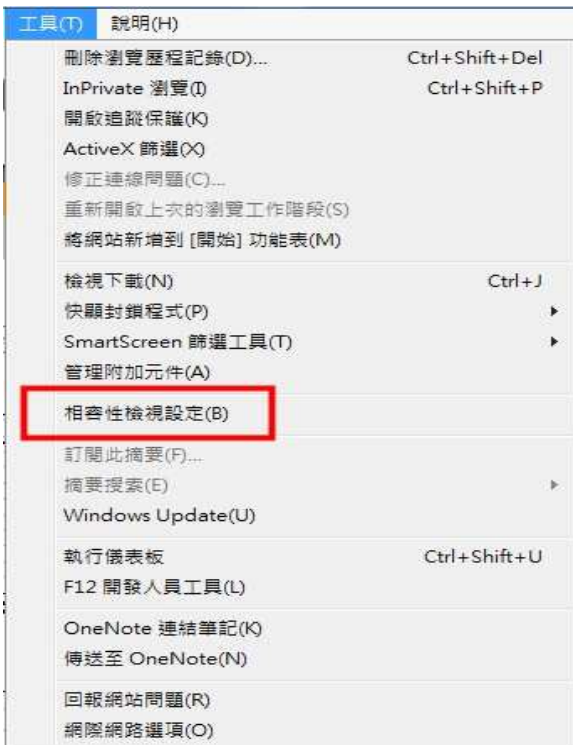 工具(T) 說明(H)
刪除瀏覽歷程記錄(D)... Ctrl+Shift+Del
InPrivate 瀏覽(I) Ctrl+Shift+P
開啟追蹤保護(K)
ActiveX 篩選(X)
修正連線問題(C)...
重新開啟上次的瀏覽工作階段(S)
將網站新增到 [開始] 功能表(M)
檢視下載(N) Ctrl+J
快顯封鎖程式(P)
SmartScreen 篩選工具(T)
管理附加元件(A)
相容性檢視設定(B)
訂閱此摘要(F)...
摘要搜索(E)
Windows Update(U)
執行儀表板 Ctrl+Shift+U
F12 開發人員工具(L)
OneNote 連結筆記(K)
傳送至 OneNote(N)
回報網站問題(R)
網際網路選項(O)